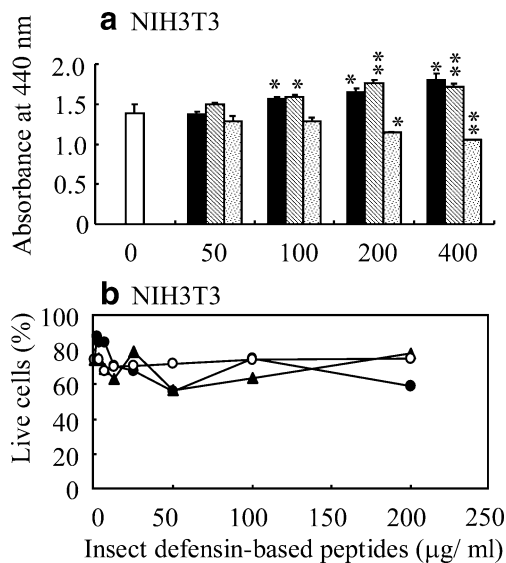 a NIH3T3
Absorbance at 440 nm
2.0
1.5
1.0
0.5
0
* * * ** * * ** **
0 50 100 200 400
b NIH3T3
Live cells (%)
100
80
60
40
20
0
0 50 100 150 200 250
Insect defensin-based peptides (μg/ ml)